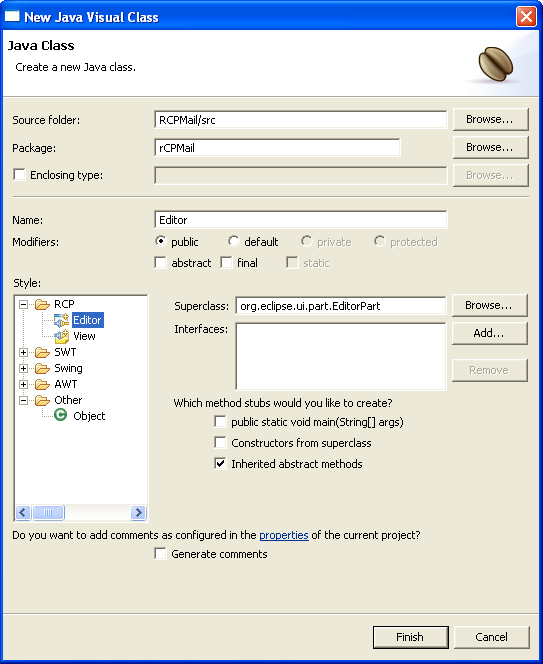 New Java Visual Class
Java Class
Create a new Java class.
Source folder: RCPMail/src Browse...
Package: rCPMail Browse...
Enclosing type: Browse...
Name: Editor
Modifiers: public default private protected
abstract final static
Style:
RCP
Editor
View
SWT
Swing
AWT
Other
Object
Superclass: org.eclipse.ui.part.EditorPart Browse...
Interfaces: Add...
Remove
Which method stubs would you like to create?
public static void main(String[] args)
Constructors from superclass
Inherited abstract methods
Do you want to add comments as configured in the properties of the current project?
Generate comments
Finish Cancel